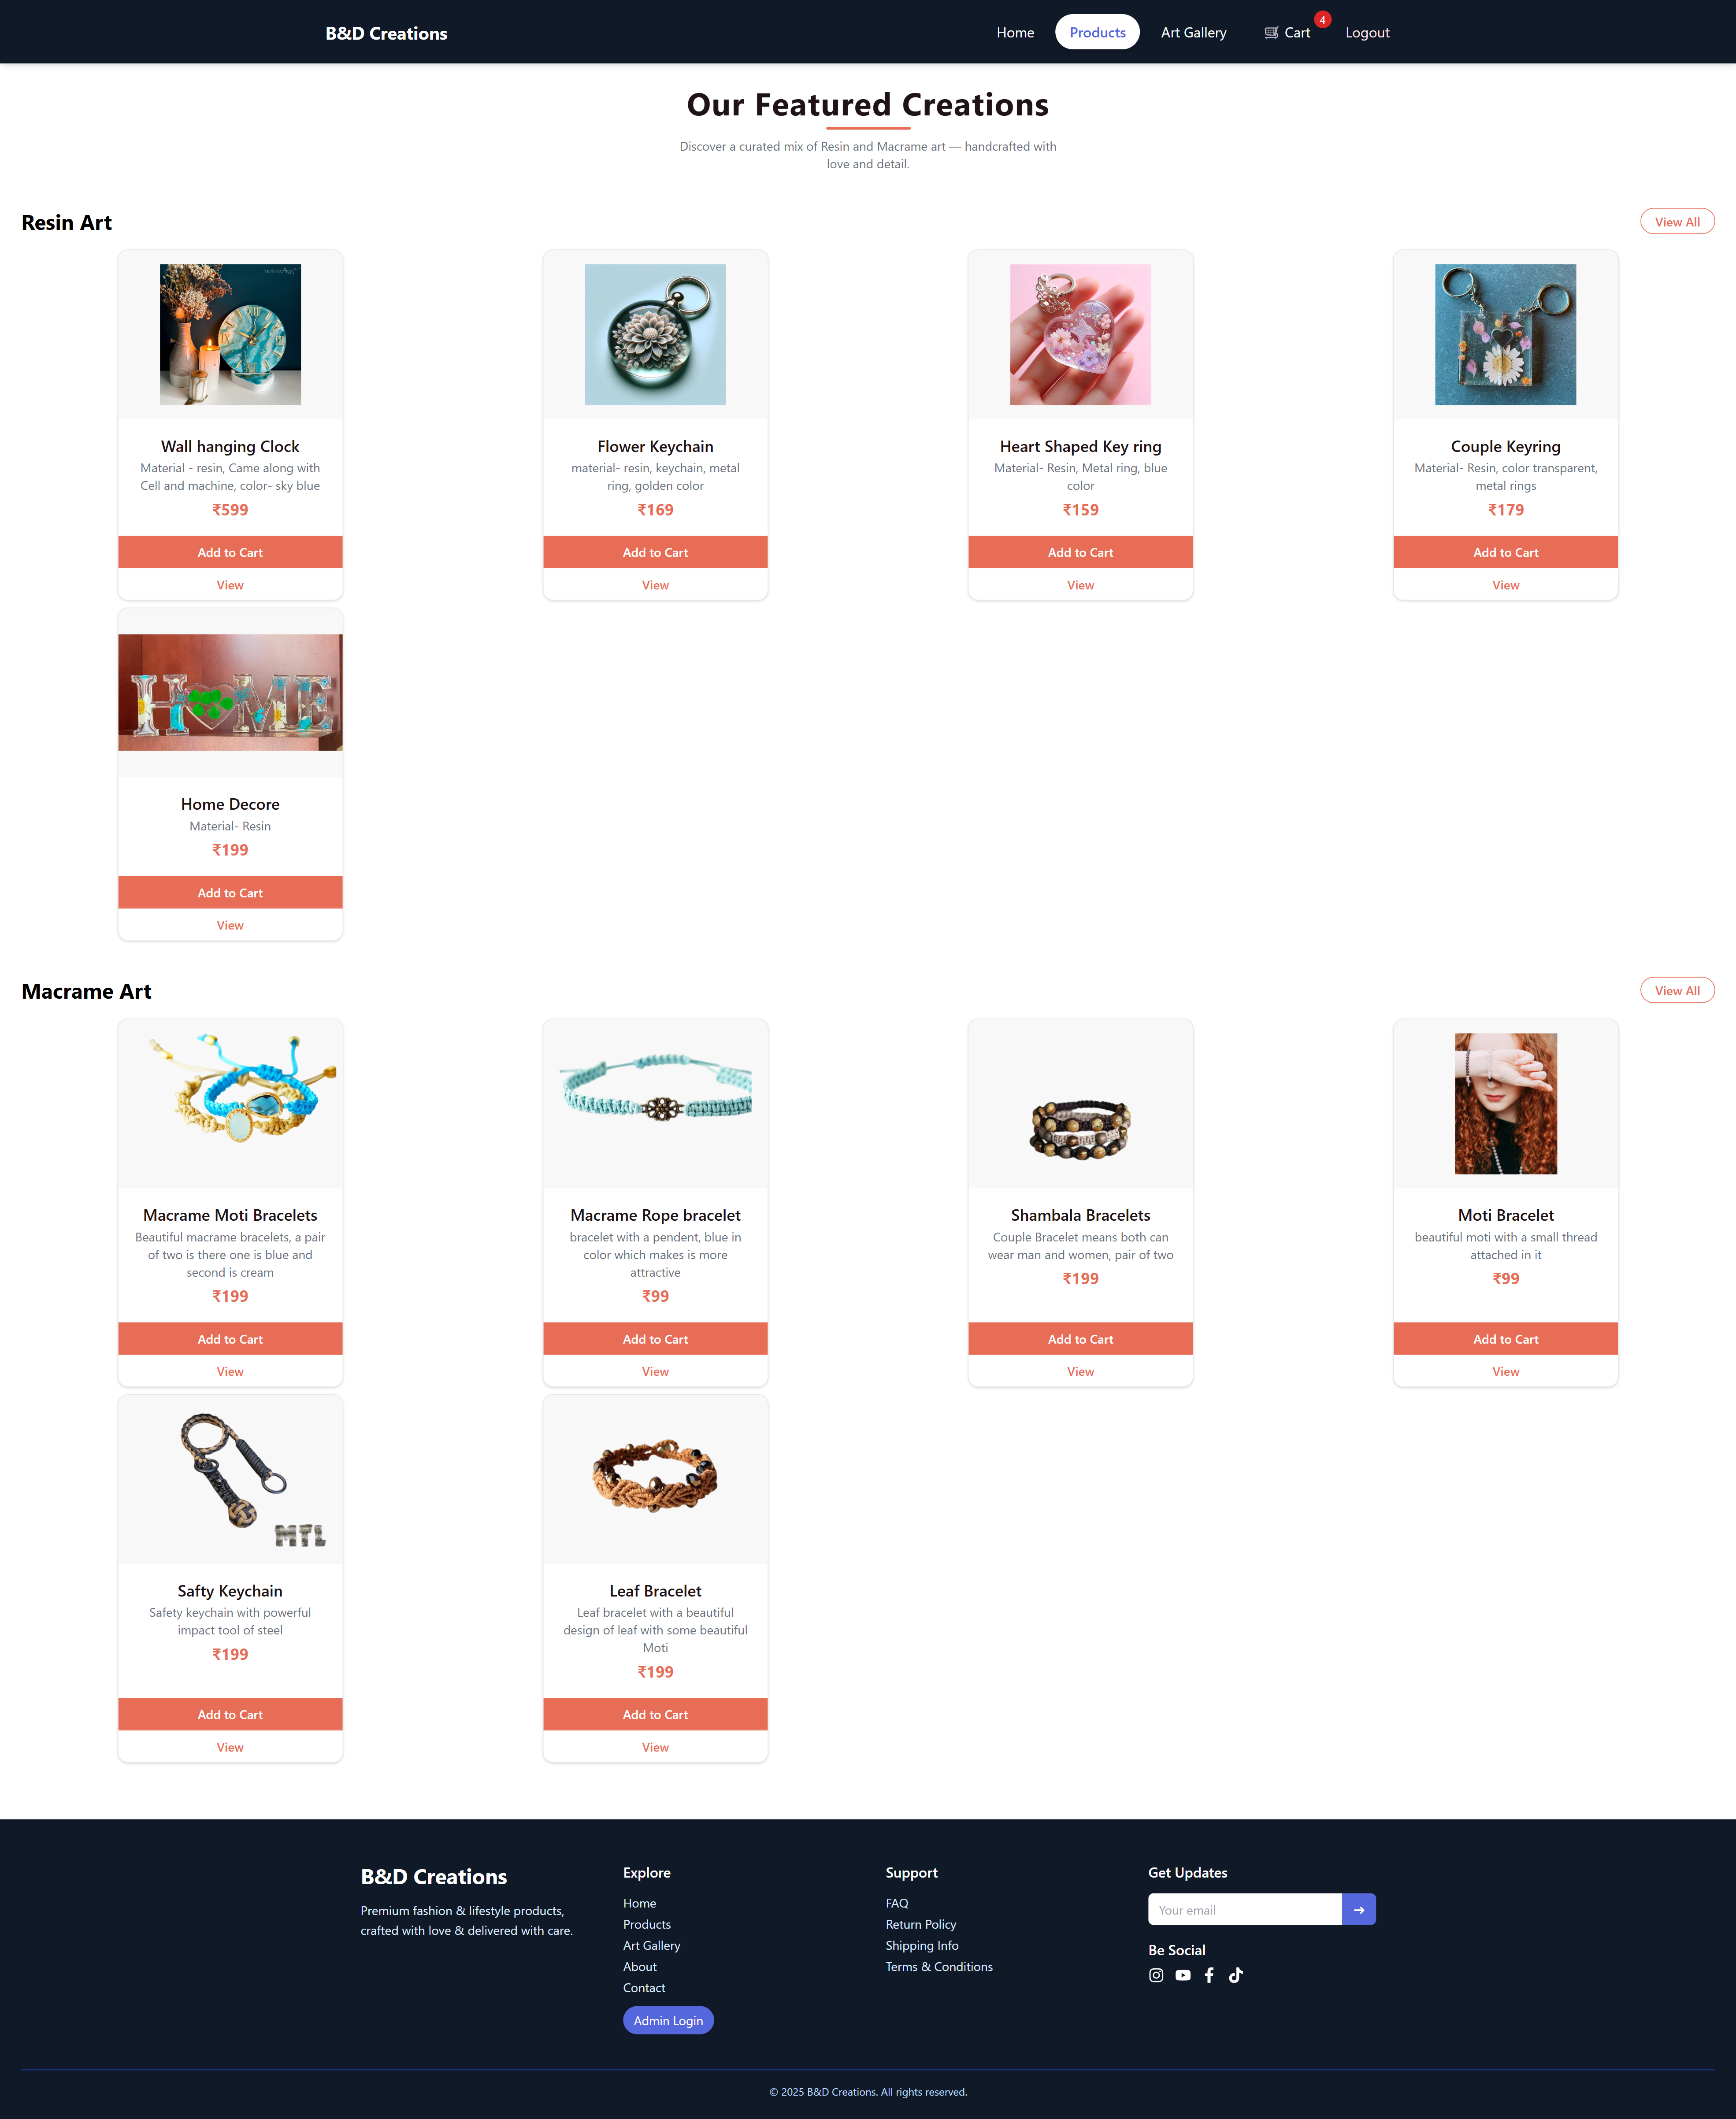 B&D Creations
Home
Products
Art Gallery
Cart
4
Logout
Our Featured Creations
Discover a curated mix of Resin and Macrame art — handcrafted with
love and detail.
Resin Art
View All
Wall hanging Clock
Material - resin, Came along with
Cell and machine, color- sky blue
₹599
Add to Cart
View
Flower Keychain
material- resin, keychain, metal
ring, golden color
₹169
Add to Cart
View
Heart Shaped Key ring
Material- Resin, Metal ring, blue
color
₹159
Add to Cart
View
Couple Keyring
Material- Resin, color transparent,
metal rings
₹179
Add to Cart
View
HOME
Home Decore
Material- Resin
₹199
Add to Cart
View
Macrame Art
View All
Macrame Moti Bracelets
Beautiful macrame bracelets, a pair
of two is there one is blue and
second is cream
₹199
Add to Cart
View
Macrame Rope bracelet
bracelet with a pendent, blue in
color which makes is more
attractive
₹99
Add to Cart
View
Shambala Bracelets
Couple Bracelet means both can
wear man and women, pair of two
₹199
Add to Cart
View
Moti Bracelet
beautiful moti with a small thread
attached in it
₹99
Add to Cart
View
MTL
Safty Keychain
Safety keychain with powerful
impact tool of steel
₹199
Add to Cart
View
Leaf Bracelet
Leaf bracelet with a beautiful
design of leaf with some beautiful
Moti
₹199
Add to Cart
View
B&D Creations
Premium fashion & lifestyle products,
crafted with love & delivered with care.
Explore
Home
Products
Art Gallery
About
Contact
Admin Login
Support
FAQ
Return Policy
Shipping Info
Terms & Conditions
Get Updates
Your email
➜
Be Social
© 2025 B&D Creations. All rights reserved.